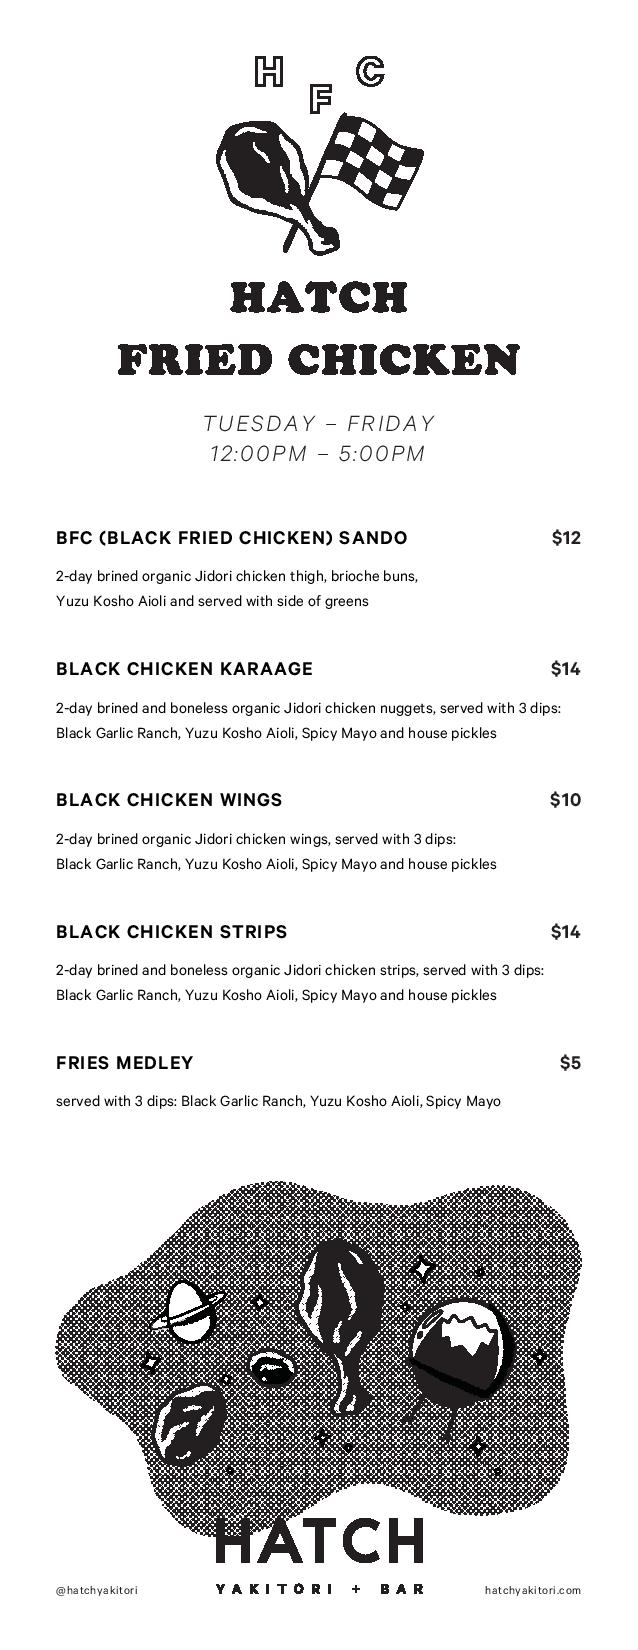 H F C
HATCH
FRIED CHICKEN
TUESDAY – FRIDAY
12:00PM – 5:00PM
BFC (BLACK FRIED CHICKEN) SANDO $12
2-day brined organic Jidori chicken thigh, brioche buns,
Yuzu Kosho Aioli and served with side of greens
BLACK CHICKEN KARAAGE $14
2-day brined and boneless organic Jidori chicken nuggets, served with 3 dips:
Black Garlic Ranch, Yuzu Kosho Aioli, Spicy Mayo and house pickles
BLACK CHICKEN WINGS $10
2-day brined organic Jidori chicken wings, served with 3 dips:
Black Garlic Ranch, Yuzu Kosho Aioli, Spicy Mayo and house pickles
BLACK CHICKEN STRIPS $14
2-day brined and boneless organic Jidori chicken strips, served with 3 dips:
Black Garlic Ranch, Yuzu Kosho Aioli, Spicy Mayo and house pickles
FRIES MEDLEY $5
served with 3 dips: Black Garlic Ranch, Yuzu Kosho Aioli, Spicy Mayo
HATCH
@hatchyakitori YAKITORI + BAR hatchyakitori.com